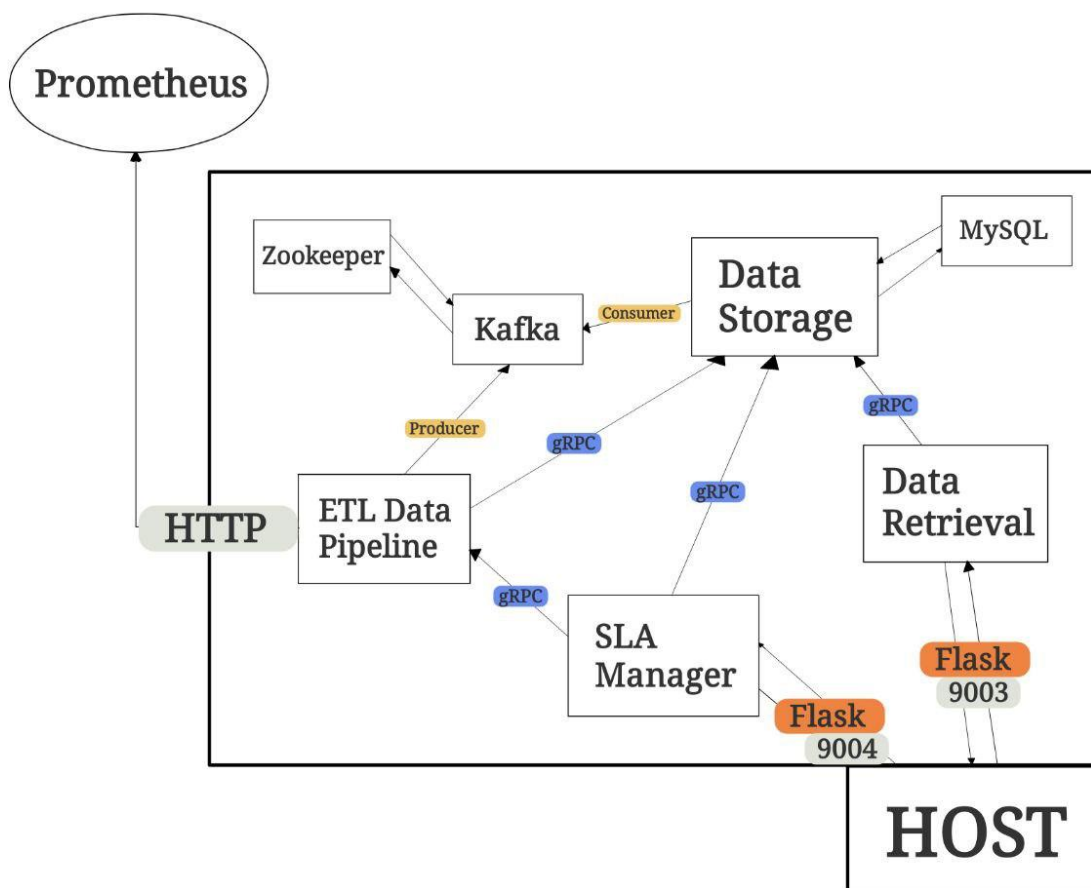 Prometheus
Zookeeper
MySQL
Data
Storage
Kafka
Consumer
Producer
gRPC
gRPC
gRPC
ETL Data
Pipeline
HTTP
Data
Retrieval
gRPC
SLA
Manager
Flask
9003
Flask
9004
HOST